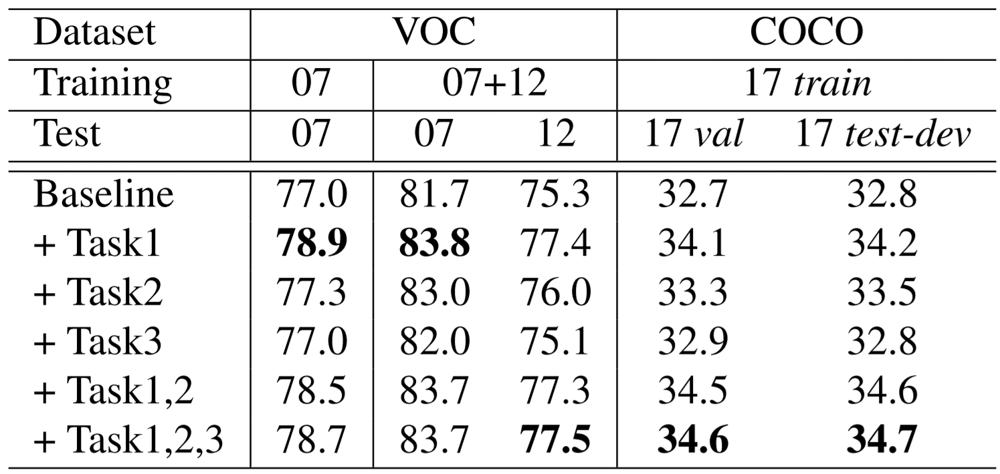 Dataset VOC COCO
Training 07 07+12 17 train
Test 07 07 12 17 val 17 test-dev
Baseline 77.0 81.7 75.3 32.7 32.8
+ Task1 78.9 83.8 77.4 34.1 34.2
+ Task2 77.3 83.0 76.0 33.3 33.5
+ Task3 77.0 82.0 75.1 32.9 32.8
+ Task1,2 78.5 83.7 77.3 34.5 34.6
+ Task1,2,3 78.7 83.7 77.5 34.6 34.7